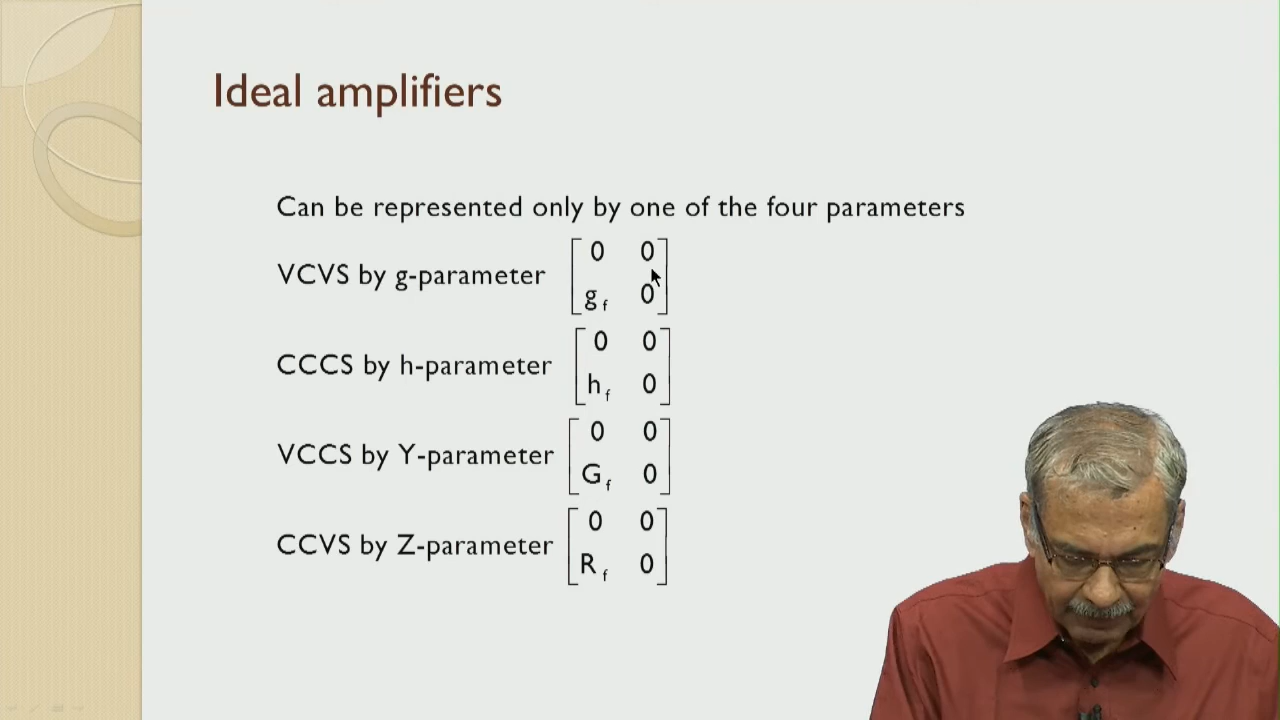 Ideal amplifiers
Can be represented only by one of the four parameters
VCVS by g-parameter [0 0; g_f 0]
CCCS by h-parameter [0 0; h_f 0]
VCCS by Y-parameter [0 0; G_f 0]
CCVS by Z-parameter [0 0; R_f 0]